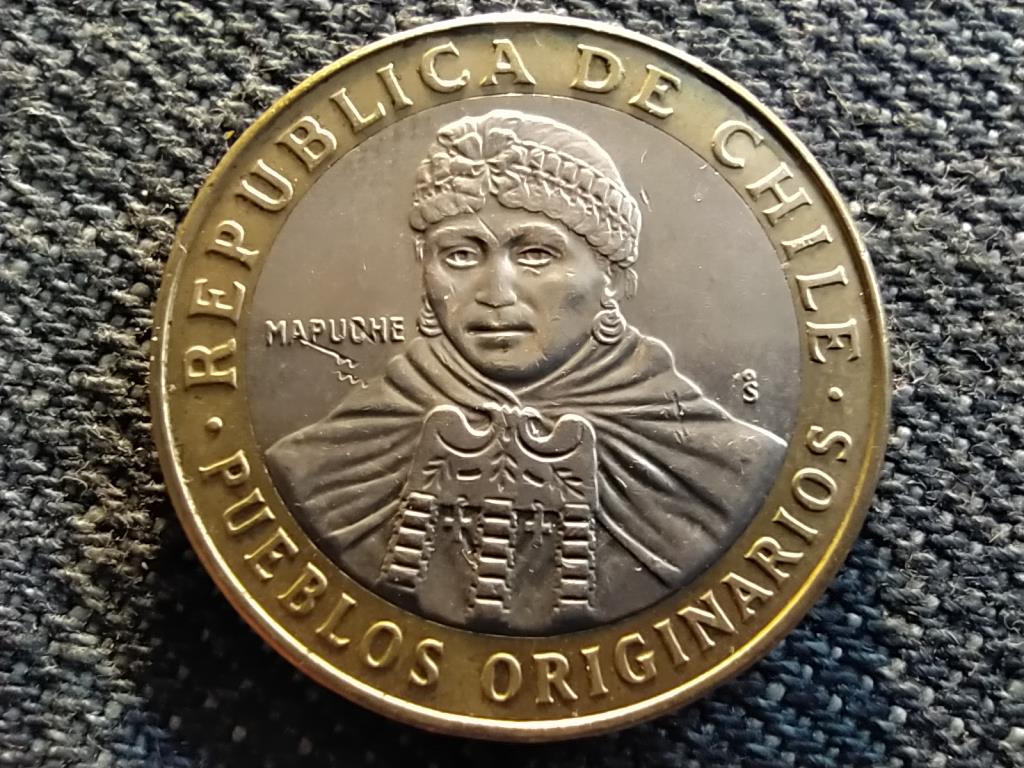 REPUBLICA DE CHILE
MAPUCHE
S
PUEBLOS ORIGINARIOS